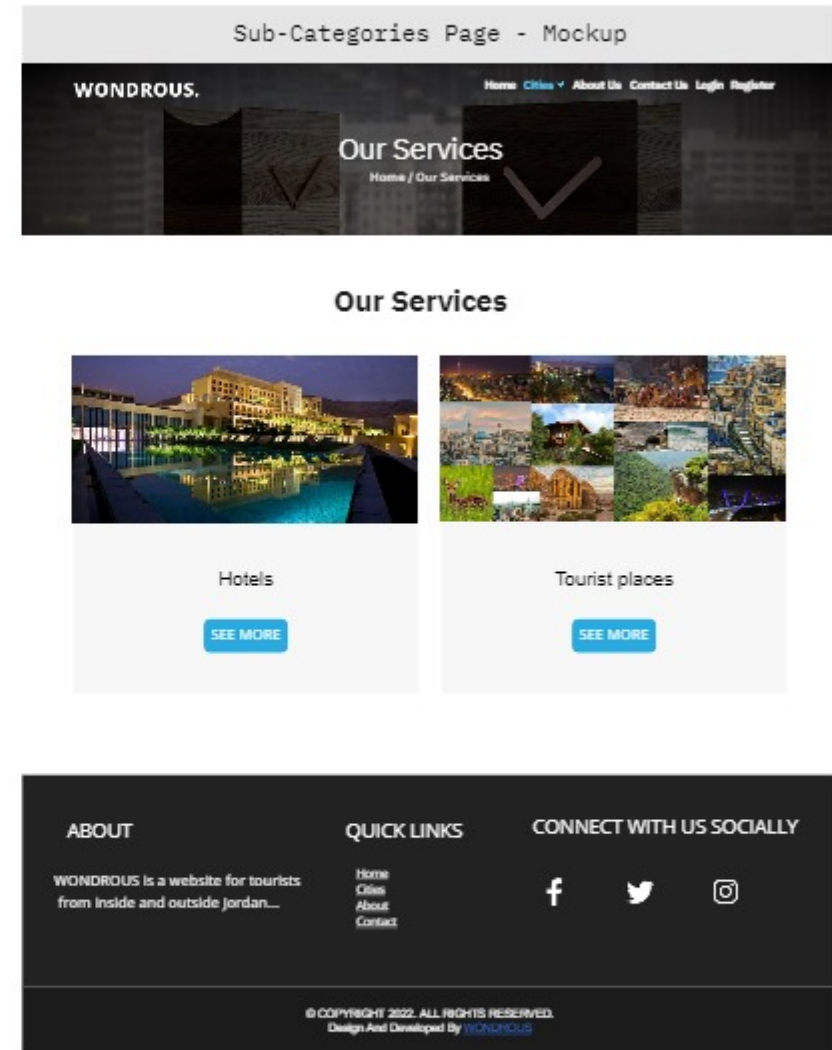 Sub-Categories Page - Mockup
WONDROUS.
Home Cities About Us Contact Us Login Register
Our Services
Home / Our Services
Our Services
Hotels
Tourist places
SEE MORE
SEE MORE
ABOUT
WONDROUS is a website for tourists
from inside and outside Jordan...
QUICK LINKS
Home
Cities
About
Contact
CONNECT WITH US SOCIALLY
© COPYRIGHT 2022. ALL RIGHTS RESERVED.
Design And Developed By WONDROUS